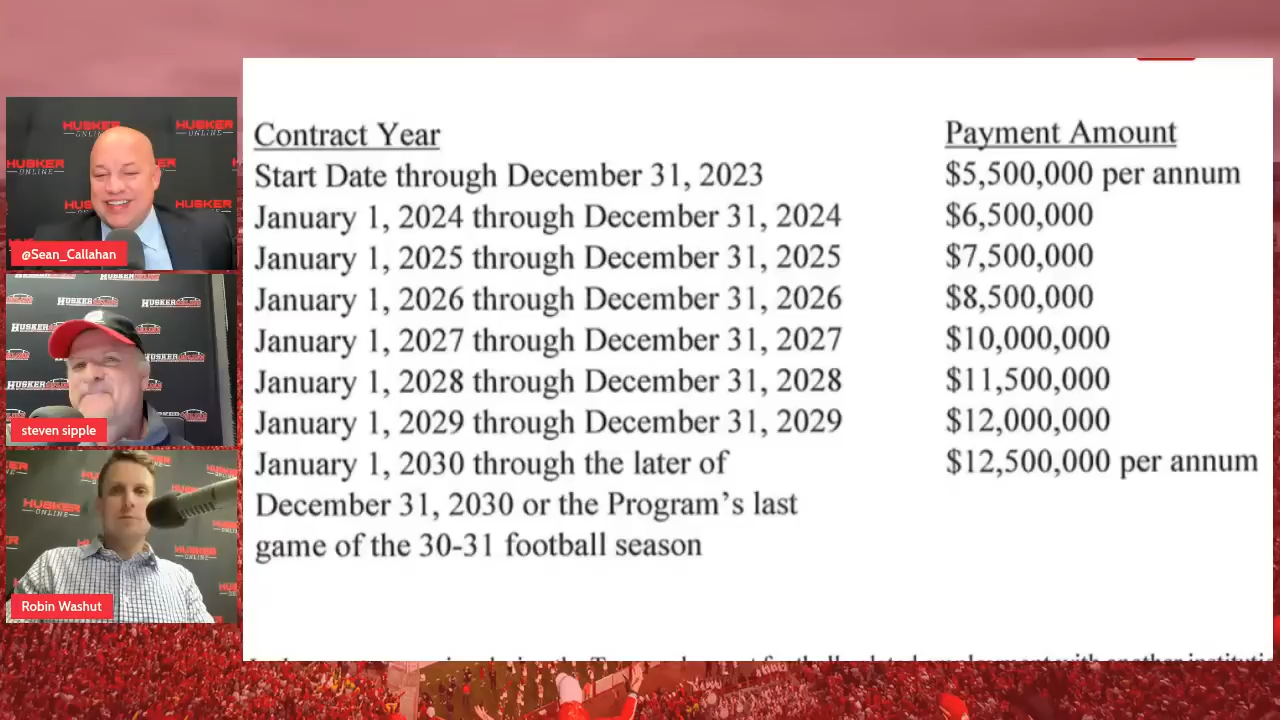 Contract Year
Payment Amount
Start Date through December 31, 2023
$5,500,000 per annum
January 1, 2024 through December 31, 2024
$6,500,000
January 1, 2025 through December 31, 2025
$7,500,000
January 1, 2026 through December 31, 2026
$8,500,000
January 1, 2027 through December 31, 2027
$10,000,000
January 1, 2028 through December 31, 2028
$11,500,000
January 1, 2029 through December 31, 2029
$12,000,000
January 1, 2030 through the later of
$12,500,000 per annum
December 31, 2030 or the Program's last
game of the 30-31 football season
HUSKER
ONLINE
@Sean_Callahan
HUSKER
steven sipple
HUSKER
ONLINE
Robin Washut